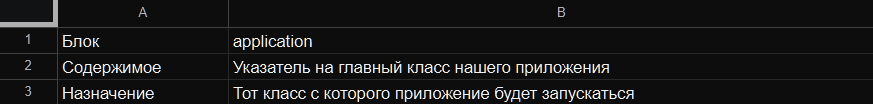 A B
1 Блок application
2 Содержимое Указатель на главный класс нашего приложения
3 Назначение Тот класс с которого приложение будет запускаться